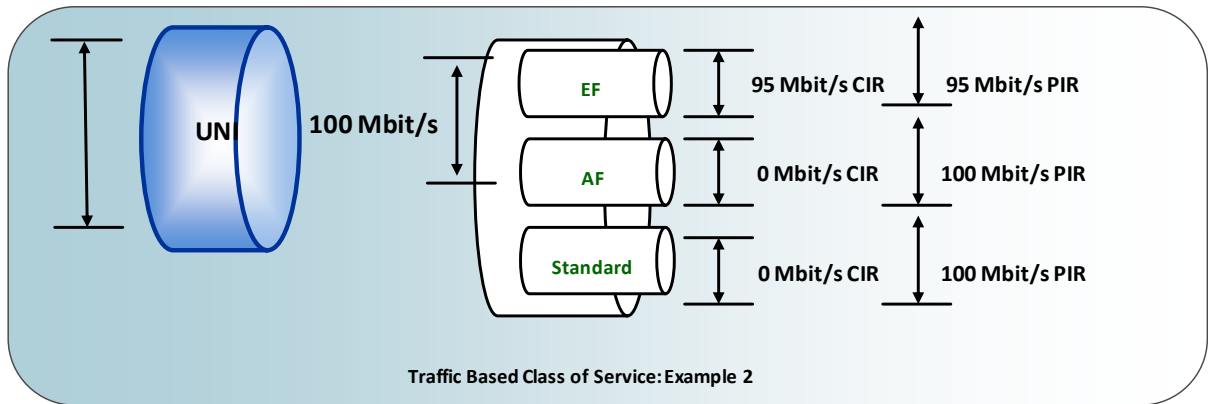 UNI
100 Mbit/s
EF
95 Mbit/s CIR
95 Mbit/s PIR
AF
0 Mbit/s CIR
100 Mbit/s PIR
Standard
0 Mbit/s CIR
100 Mbit/s PIR
Traffic Based Class of Service: Example 2